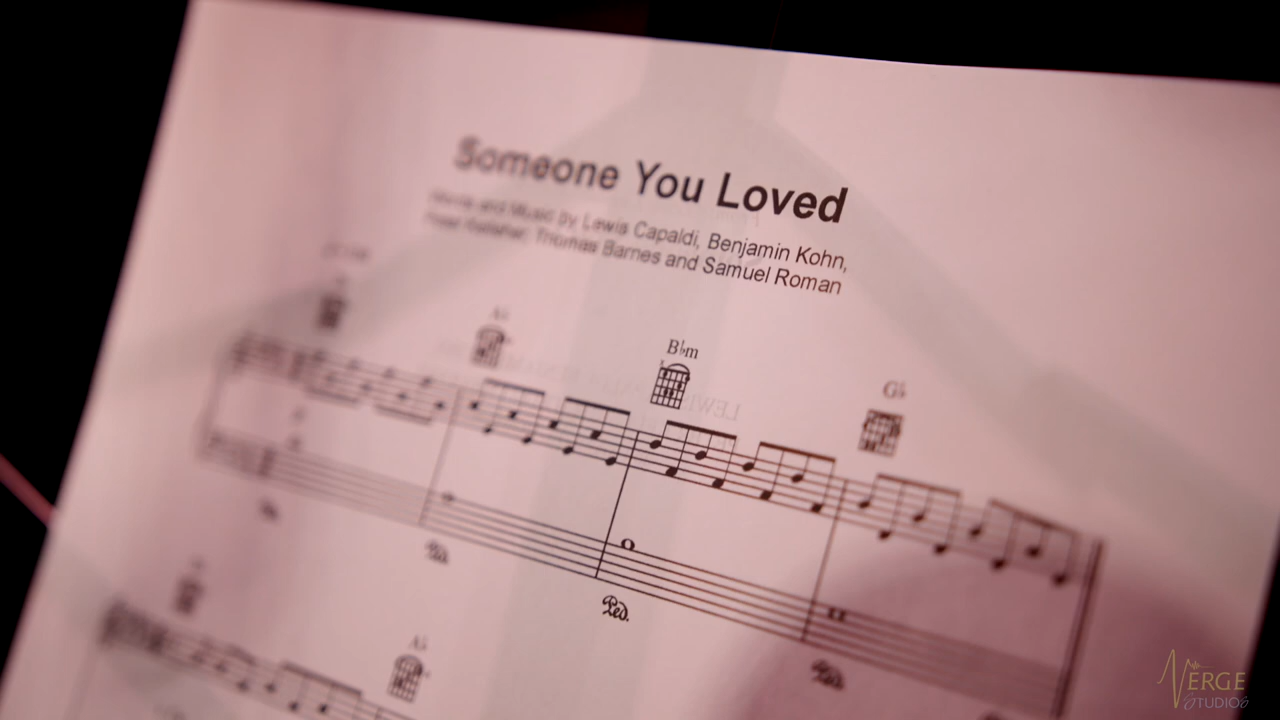 Someone You Loved
Words and Music by Lewis Capaldi, Benjamin Kohn,
Thomas Barnes and Samuel Roman
A♭ B♭m G♭
Ped. Ped. Ped.
A♭
LEWIS
VERGE
STUDIOS